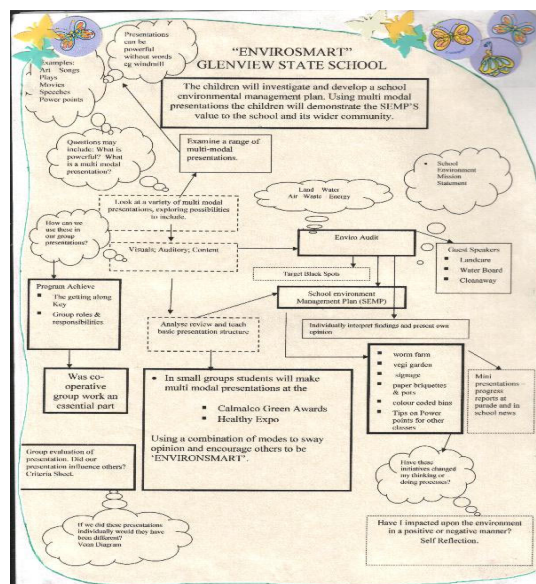 Presentations
can be
powerful
without words
eg windmill
"ENVIROSMART"
GLENVIEW STATE SCHOOL
Examples:
Art Songs
Plays
Movies
Speeches
Power points
The children will investigate and develop a school
environmental management plan. Using multi modal
presentations the children will demonstrate the SEMP'S
value to the school and its wider community.
Questions may
include: What is
powerful? What
is a multi modal
presentation?
Examine a range of
multi-modal
presentations.
School
Environment
Mission
Statement
Land Water
Air Waste Energy
Look at a variety of multi modal
presentations, exploring possibilities
to include.
How can we
use these in
our group
presentations?
Visuals; Auditory; Content
Enviro Audit
Guest Speakers
Landcare
Water Board
Cleanaway
Target Black Spots
Program Achieve
The getting along
Key
Group roles &
responsibilities
School environment
Management Plan (SEMP)
Analyze review and teach
basic presentation structure
Individually interpret findings and present own
opinion
Was co-
operative
group work an
essential part
In small groups students will make
multi modal presentations at the
Calmalco Green Awards
Healthy Expo
Using a combination of modes to sway
opinion and encourage others to be
'ENVIRONSMART'.
worm farm
vegi garden
signage
paper briquettes
& pots
colour coded bins
Tips on Power
points for other
classes
Mini
presentations –
progress
reports at
parade and in
school news
Group evaluation of
presentation. Did our
presentation influence others?
Criteria Sheet.
Have these
initiatives changed
my thinking or
doing processes?
If we did these presentations
individually would they have
been different?
Venn Diagram
Have I impacted upon the environment
in a positive or negative manner?
Self Reflection.